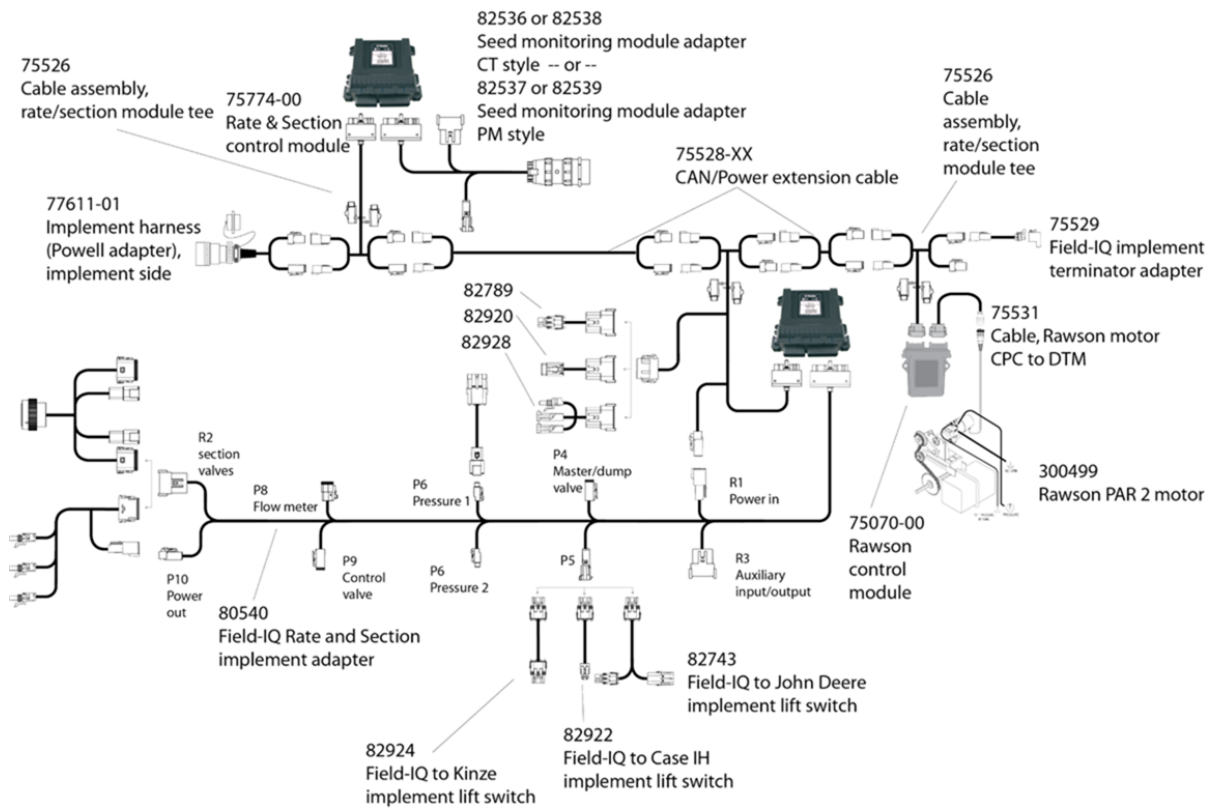 82536 or 82538
Seed monitoring module adapter
CT style -- or --
82537 or 82539
Seed monitoring module adapter
PM style
75526
Cable assembly,
rate/section module tee
75774-00
Rate & Section
control module
75526
Cable
assembly,
rate/section
module tee
75528-XX
CAN/Power extension cable
77611-01
Implement harness
(Powell adapter),
implement side
75529
Field-IQ implement
terminator adapter
82789
82920
82928
75531
Cable, Rawson motor
CPC to DTM
R2
section
valves
P8
Flow meter
P6
Pressure 1
P4
Master/dump
valve
R1
Power in
300499
Rawson PAR 2 motor
75070-00
Rawson
control
module
P10
Power
out
P9
Control
valve
P6
Pressure 2
P5
R3
Auxiliary
input/output
80540
Field-IQ Rate and Section
implement adapter
82743
Field-IQ to John Deere
implement lift switch
82922
Field-IQ to Case IH
implement lift switch
82924
Field-IQ to Kinze
implement lift switch